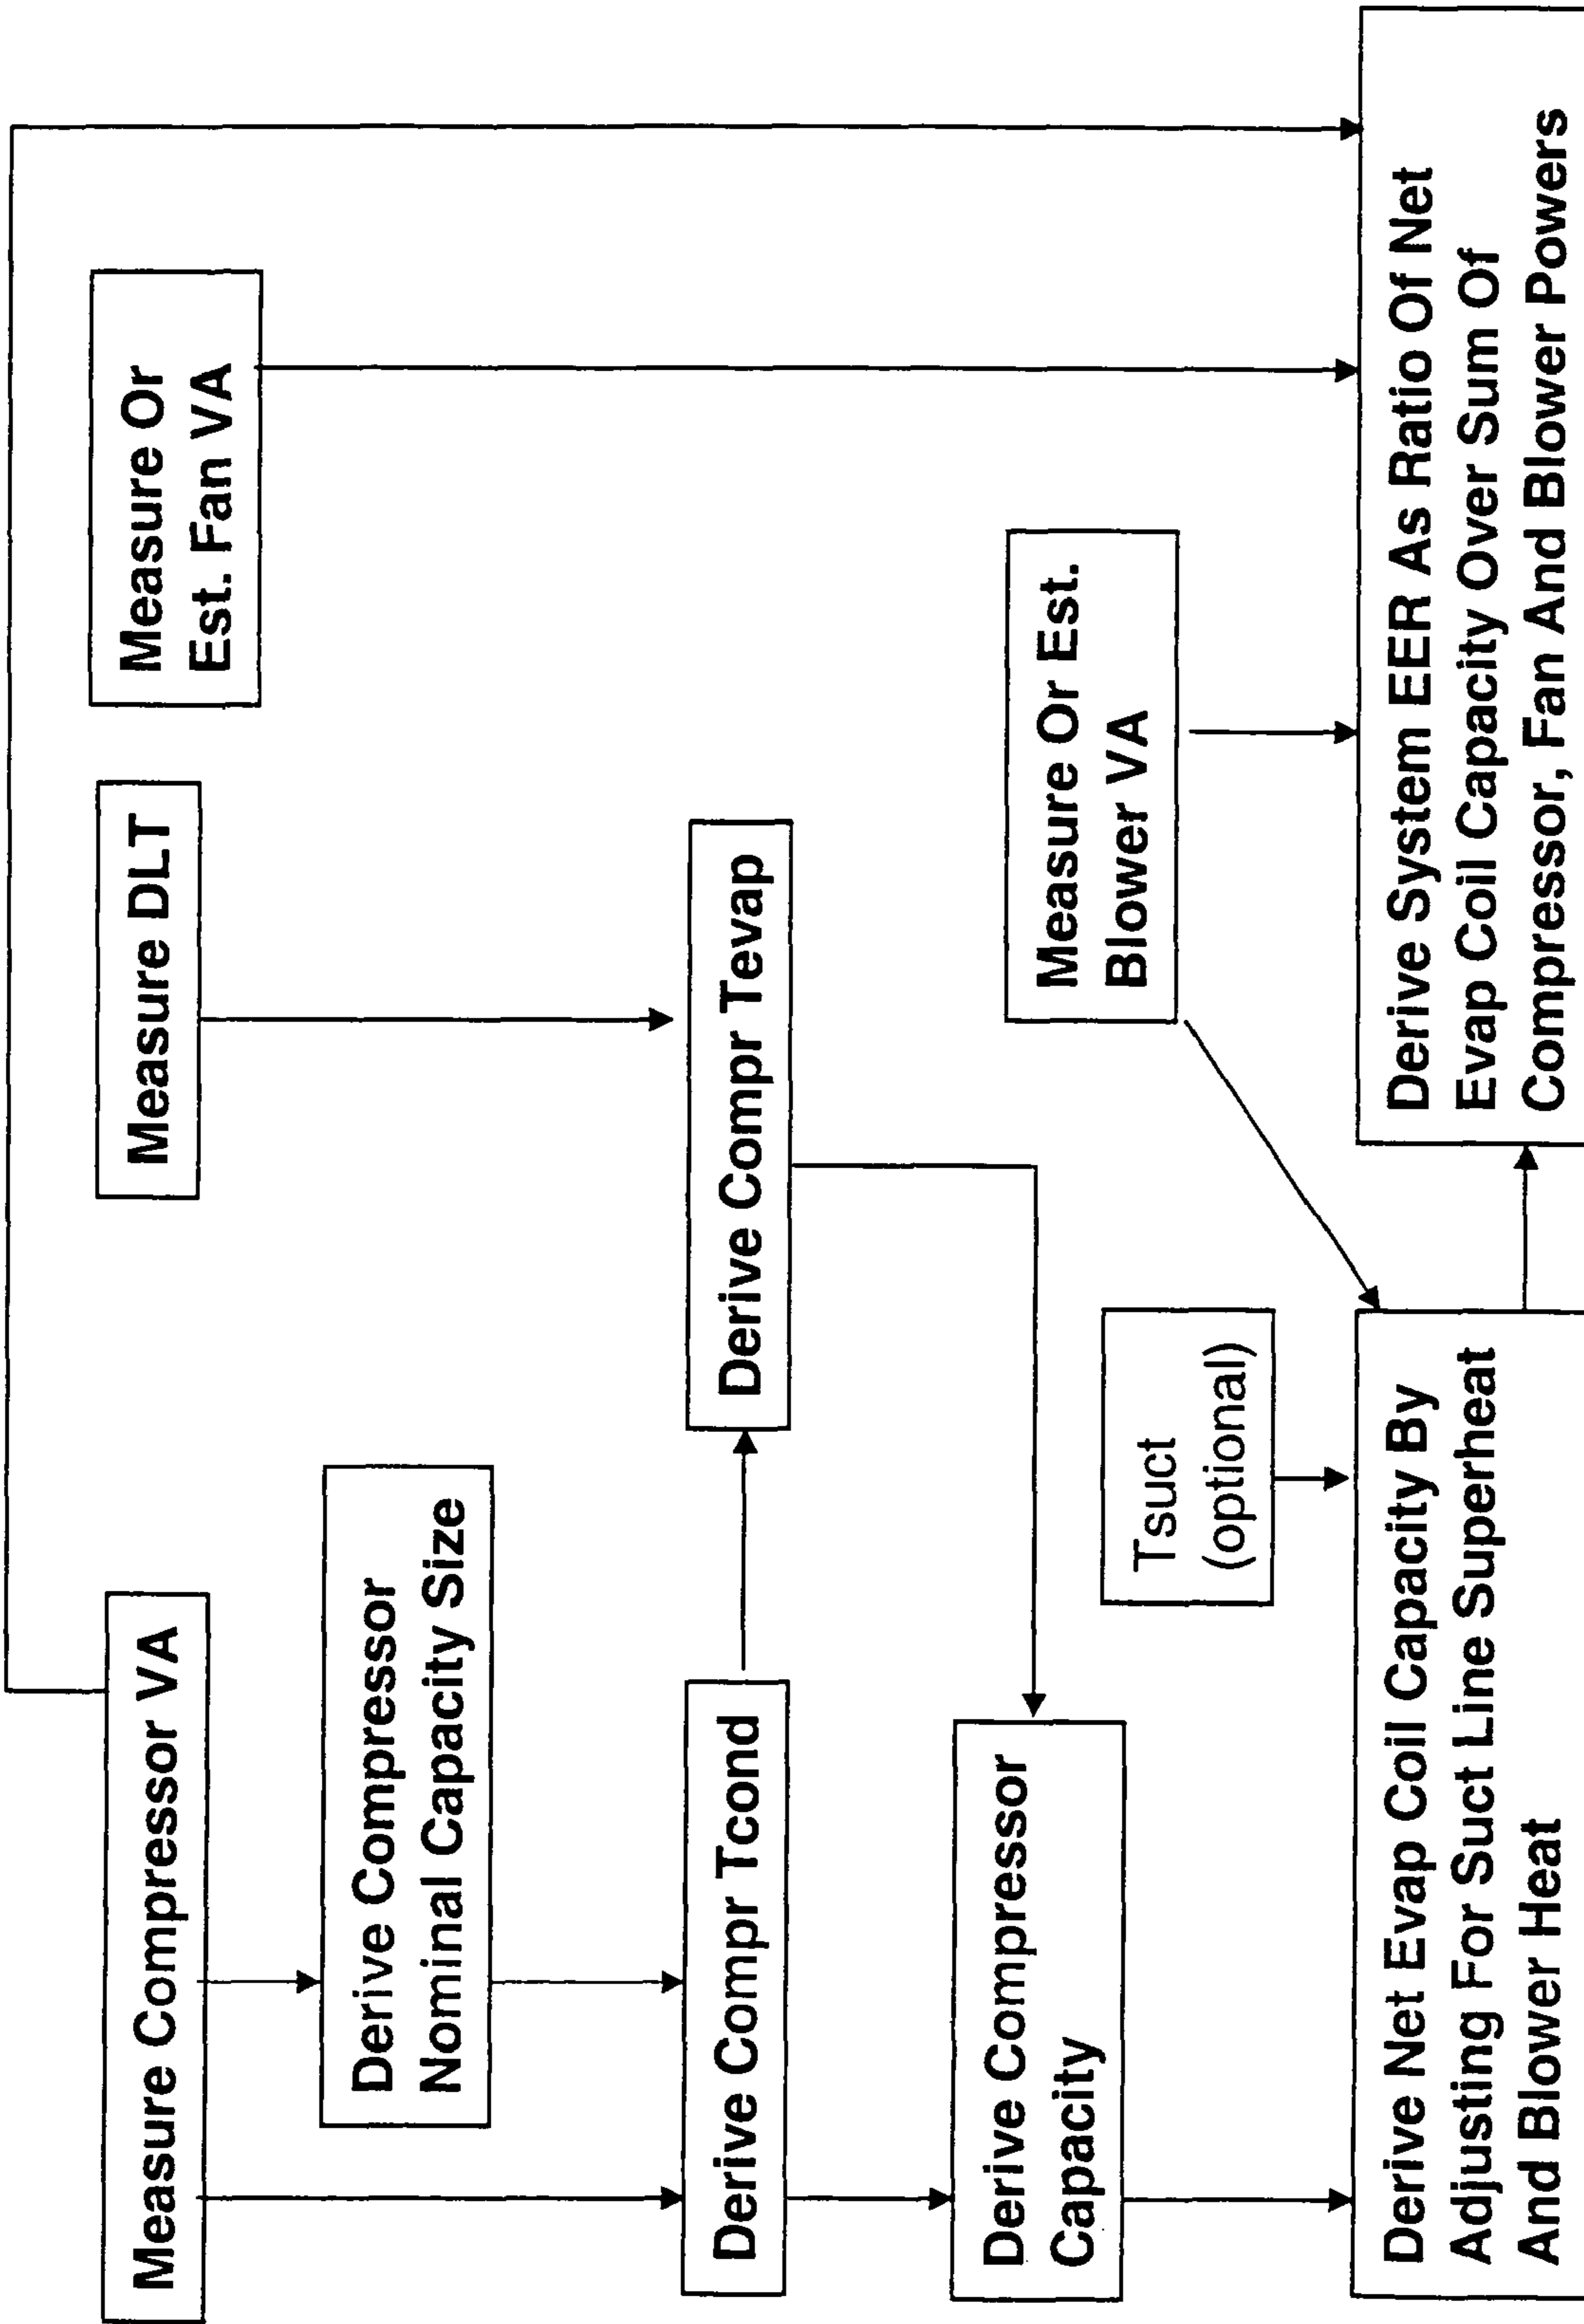 Measure Compressor VA
Measure DLT
Measure Or
Est. Fan VA
Derive Compressor
Nominal Capacity Size
Derive Compr Tcond
Derive Compr Tevap
Derive Compressor
Capacity
Tsuct
(optional)
Measure Or Est.
Blower VA
Derive Net Evap Coil Capacity By
Adjusting For Suct Line Superheat
And Blower Heat
Derive System EER As Ratio Of Net
Evap Coil Capacity Over Sum Of
Compressor, Fan And Blower Powers